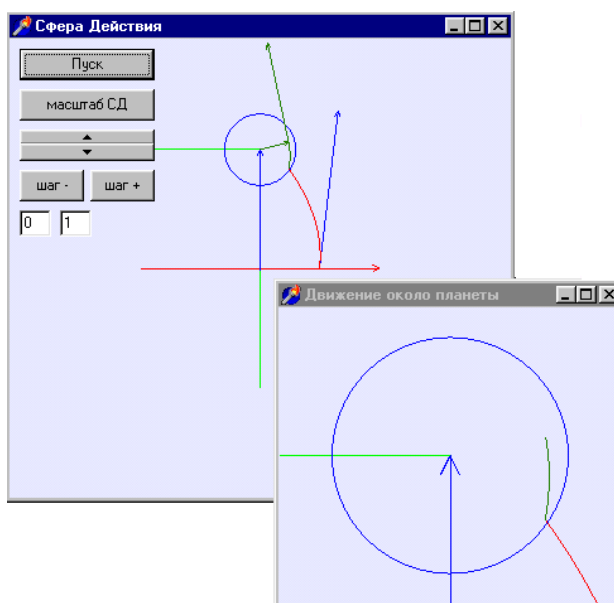 Сфера Действия
Пуск
масштаб СД
шаг -
шаг +
0
1
Движение около планеты